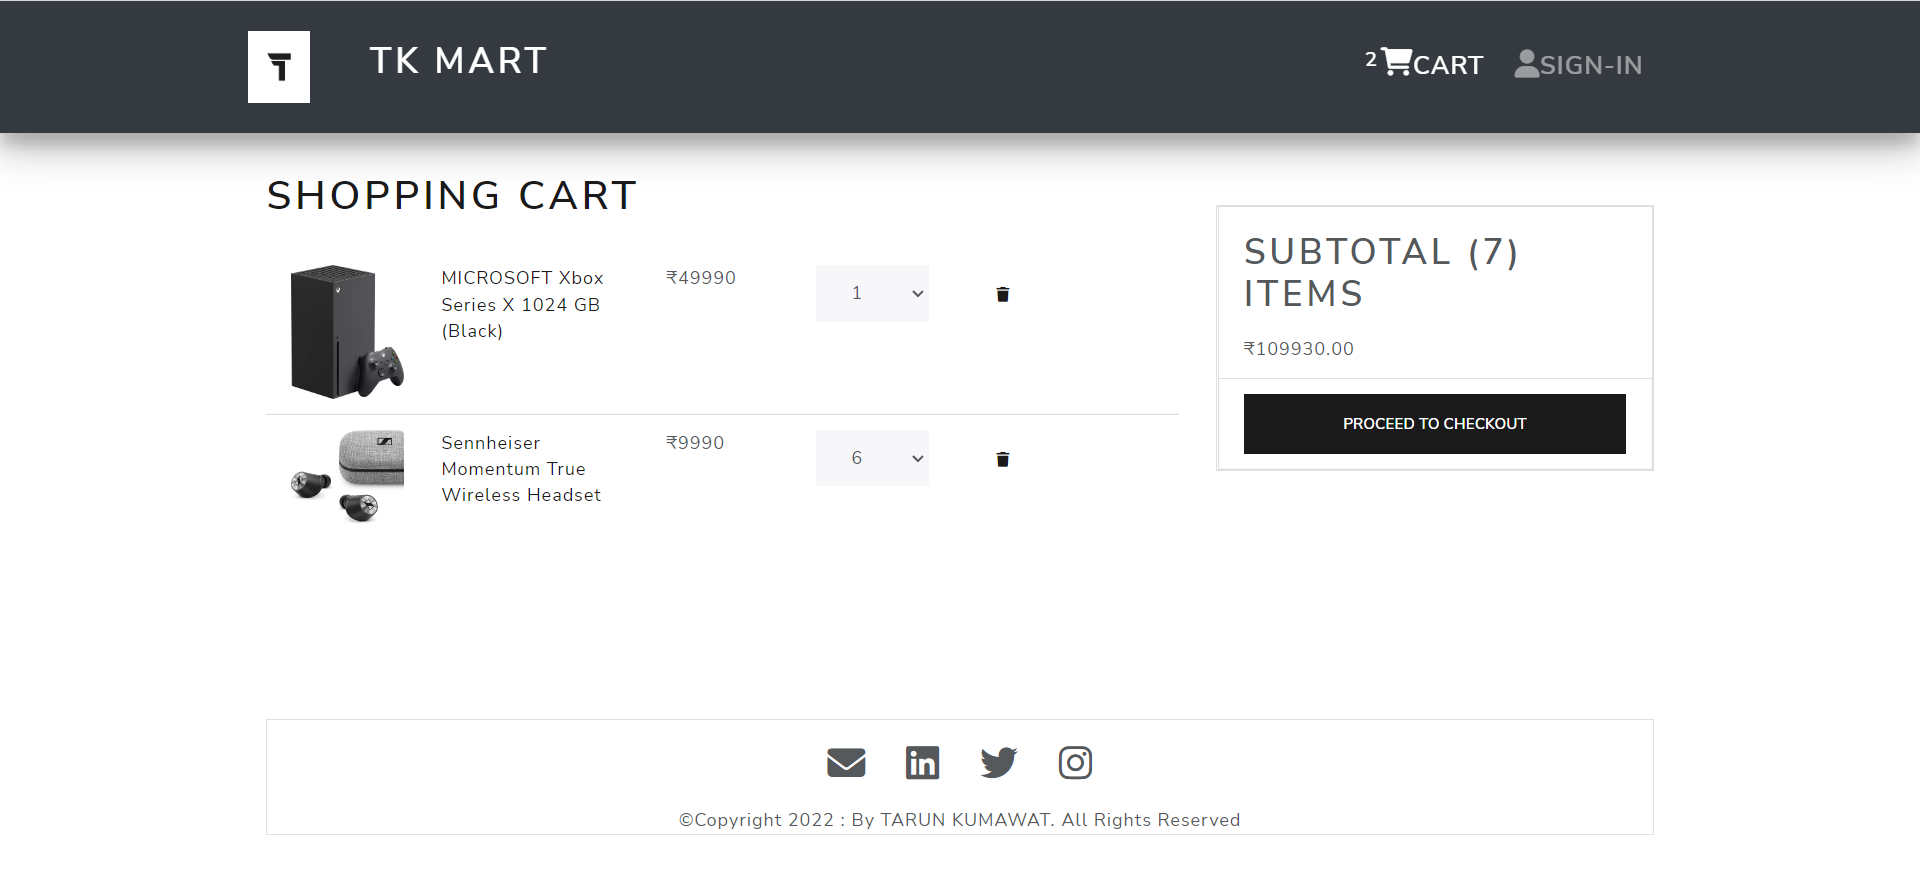 TK MART
2 CART
SIGN-IN
SHOPPING CART
MICROSOFT Xbox
Series X 1024 GB
(Black)
₹49990
1
Sennheiser
Momentum True
Wireless Headset
₹9990
6
SUBTOTAL (7)
ITEMS
₹109930.00
PROCEED TO CHECKOUT
©Copyright 2022 : By TARUN KUMAWAT. All Rights Reserved